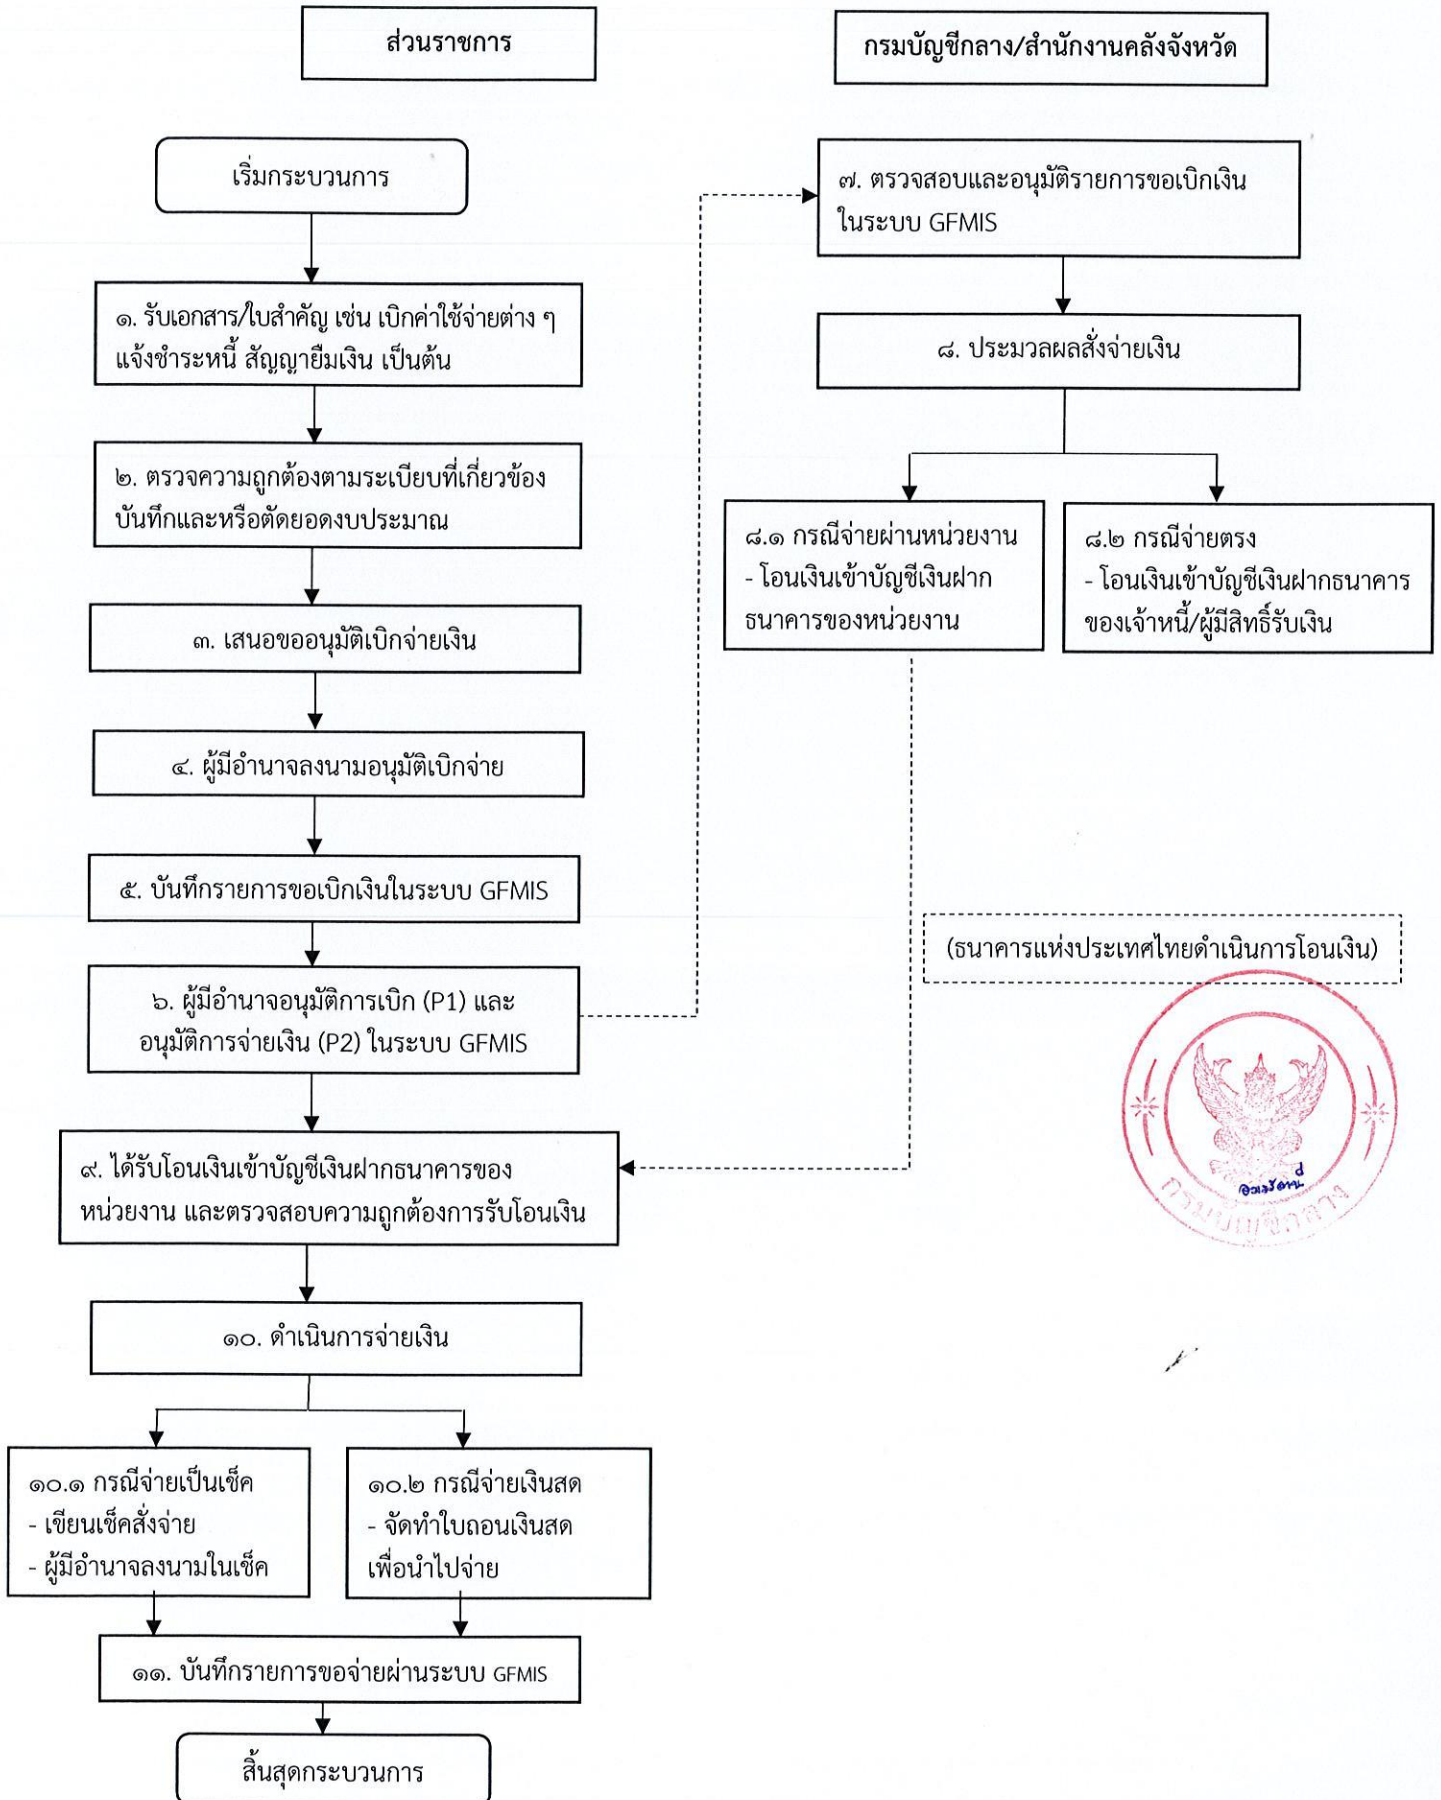 ส่วนราชการ
กรมบัญชีกลาง/สำนักงานคลังจังหวัด
เริ่มกระบวนการ
๑. รับเอกสาร/ใบสำคัญ เช่น เบิกค่าใช้จ่ายต่าง ๆ
แจ้งชำระหนี้ สัญญายืมเงิน เป็นต้น
๒. ตรวจความถูกต้องตามระเบียบที่เกี่ยวข้อง
บันทึกและหรือตัดยอดงบประมาณ
๓. เสนอขออนุมัติเบิกจ่ายเงิน
๔. ผู้มีอำนาจลงนามอนุมัติเบิกจ่าย
๕. บันทึกรายการขอเบิกเงินในระบบ GFMIS
๖. ผู้มีอำนาจอนุมัติการเบิก (P1) และ
อนุมัติการจ่ายเงิน (P2) ในระบบ GFMIS
๗. ตรวจสอบและอนุมัติรายการขอเบิกเงิน
ในระบบ GFMIS
๘. ประมวลผลสั่งจ่ายเงิน
๘.๑ กรณีจ่ายผ่านหน่วยงาน
- โอนเงินเข้าบัญชีเงินฝาก
ธนาคารของหน่วยงาน
๘.๒ กรณีจ่ายตรง
- โอนเงินเข้าบัญชีเงินฝากธนาคาร
ของเจ้าหนี้/ผู้มีสิทธิ์รับเงิน
(ธนาคารแห่งประเทศไทยดำเนินการโอนเงิน)
กรมบัญชีกลาง
๙. ได้รับโอนเงินเข้าบัญชีเงินฝากธนาคารของ
หน่วยงาน และตรวจสอบความถูกต้องการรับโอนเงิน
๑๐. ดำเนินการจ่ายเงิน
๑๐.๑ กรณีจ่ายเป็นเช็ค
- เขียนเช็คสั่งจ่าย
- ผู้มีอำนาจลงนามในเช็ค
๑๐.๒ กรณีจ่ายเงินสด
- จัดทำใบถอนเงินสด
เพื่อนำไปจ่าย
๑๑. บันทึกรายการขอจ่ายผ่านระบบ GFMIS
สิ้นสุดกระบวนการ